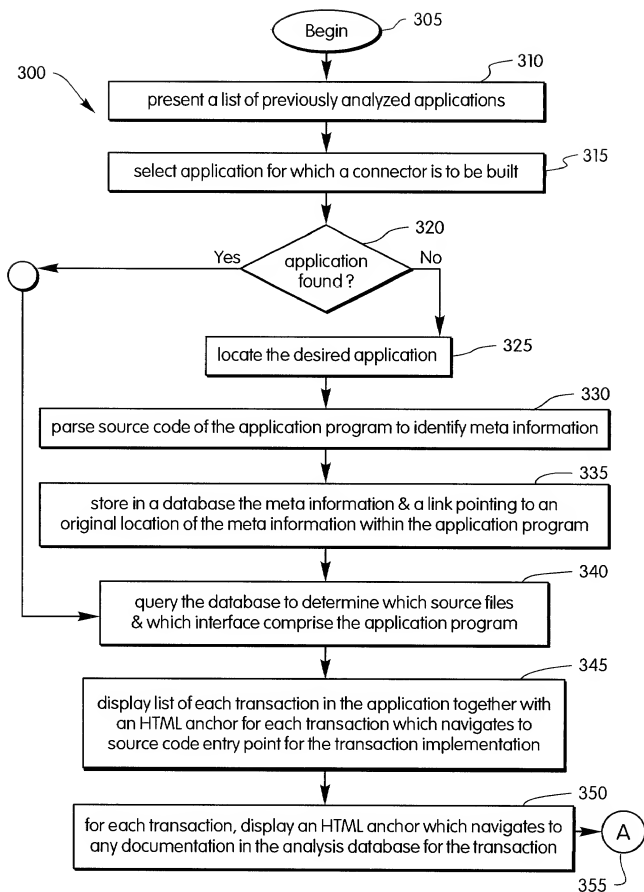 Begin
305
300
310
present a list of previously analyzed applications
315
select application for which a connector is to be built
320
Yes
application
found?
No
325
locate the desired application
330
parse source code of the application program to identify meta information
335
store in a database the meta information & a link pointing to an
original location of the meta information within the application program
340
query the database to determine which source files
& which interface comprise the application program
345
display list of each transaction in the application together with
an HTML anchor for each transaction which navigates to
source code entry point for the transaction implementation
350
for each transaction, display an HTML anchor which navigates to
any documentation in the analysis database for the transaction
A
355